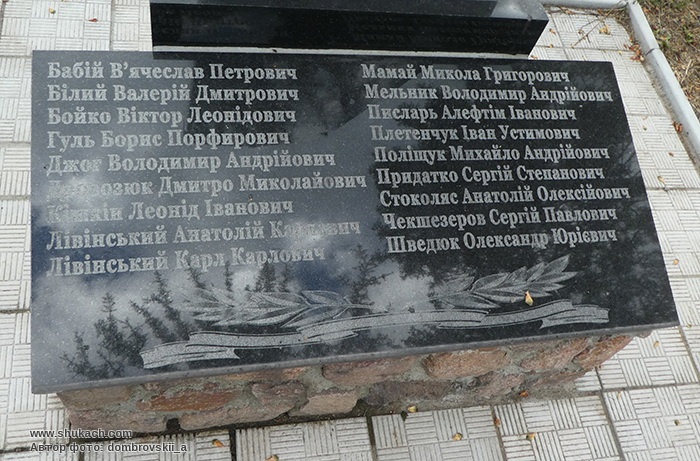 Бабій В'ячеслав Петрович
Білий Валерій Дмитрович
Бойко Віктор Леонідович
Гуль Борис Порфирович
Джог Володимир Андрійович
Дмитро Миколайович
Леонід Іванович
Лівінський Анатолій Карлович
Лівінський Карл Карлович
Мамай Микола Григорович
Мельник Володимир Андрійович
Писларь Алефтім Іванович
Плетенчук Іван Устимович
Поліщук Михайло Андрійович
Придатко Сергій Степанович
Стоколяс Анатолій Олексійович
Чекшезеров Сергій Павлович
Шведюк Олександр Юрієвич
www.shukach.com
Автор фото: dombrovskii_a